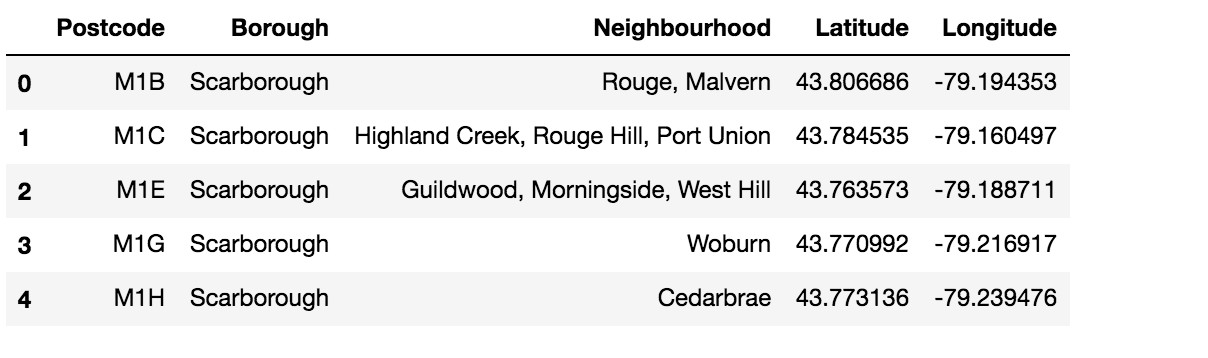 Postcode Borough Neighbourhood Latitude Longitude
0 M1B Scarborough Rouge, Malvern 43.806686 -79.194353
1 M1C Scarborough Highland Creek, Rouge Hill, Port Union 43.784535 -79.160497
2 M1E Scarborough Guildwood, Morningside, West Hill 43.763573 -79.188711
3 M1G Scarborough Woburn 43.770992 -79.216917
4 M1H Scarborough Cedarbrae 43.773136 -79.239476